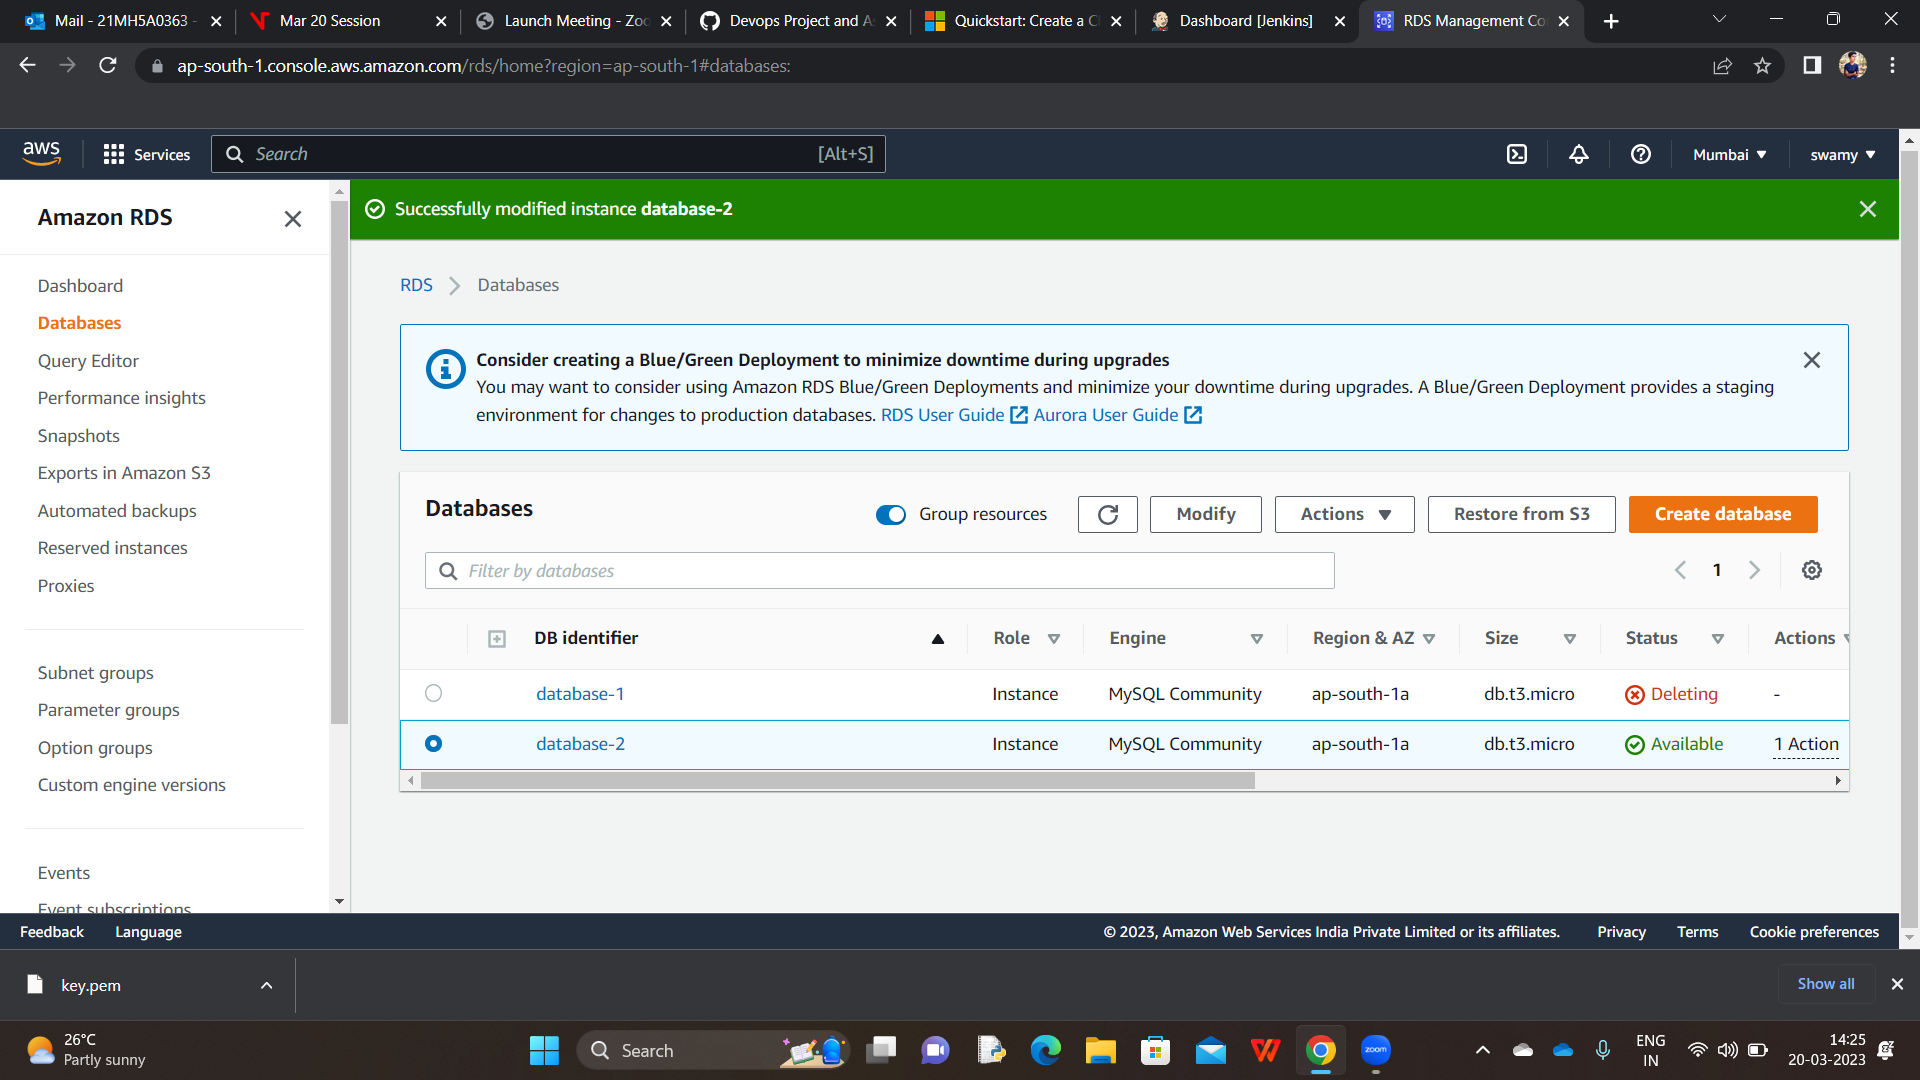 Mail - 21MH5A0363 -
Mar 20 Session
Launch Meeting - Zoo
Devops Project and As
Quickstart: Create a C
Dashboard [Jenkins]
RDS Management Co
ap-south-1.console.aws.amazon.com/rds/home?region=ap-south-1#databases:
aws
Services
Search
[Alt+S]
Mumbai
swamy
Amazon RDS
Dashboard
Databases
Query Editor
Performance insights
Snapshots
Exports in Amazon S3
Automated backups
Reserved instances
Proxies
Subnet groups
Parameter groups
Option groups
Custom engine versions
Events
Event subscriptions
Successfully modified instance database-2
RDS > Databases
Consider creating a Blue/Green Deployment to minimize downtime during upgrades
You may want to consider using Amazon RDS Blue/Green Deployments and minimize your downtime during upgrades. A Blue/Green Deployment provides a staging
environment for changes to production databases. RDS User Guide Aurora User Guide
Databases
Group resources
Modify
Actions
Restore from S3
Create database
Filter by databases
1
DB identifier Role Engine Region & AZ Size Status Actions
database-1 Instance MySQL Community ap-south-1a db.t3.micro Deleting -
database-2 Instance MySQL Community ap-south-1a db.t3.micro Available 1 Action
Feedback
Language
© 2023, Amazon Web Services India Private Limited or its affiliates.
Privacy
Terms
Cookie preferences
key.pem
Show all
26°C
Partly sunny
Search
zoom
ENG
IN
14:25
20-03-2023